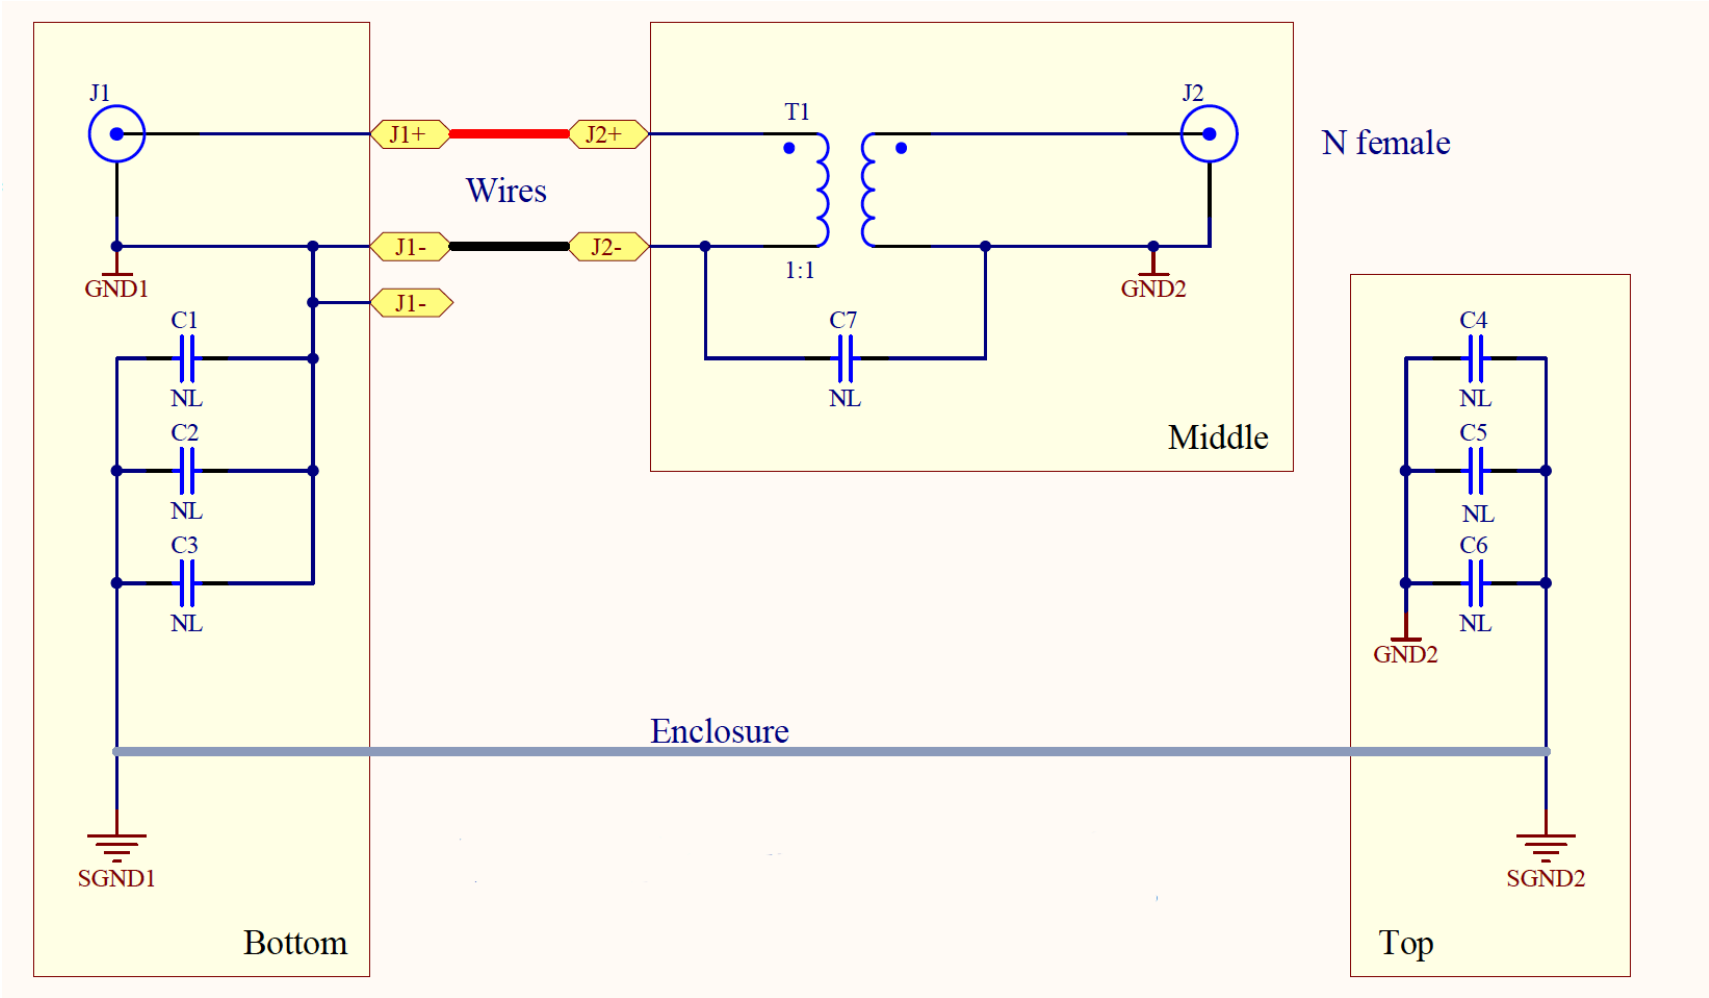 J1
J1+
J2+
T1
J2
N female
Wires
J1-
J2-
1:1
GND1
GND2
J1-
C1
NL
C7
NL
C4
NL
C2
NL
Middle
C5
NL
C3
NL
C6
NL
GND2
Enclosure
SGND1
SGND2
Bottom
Top